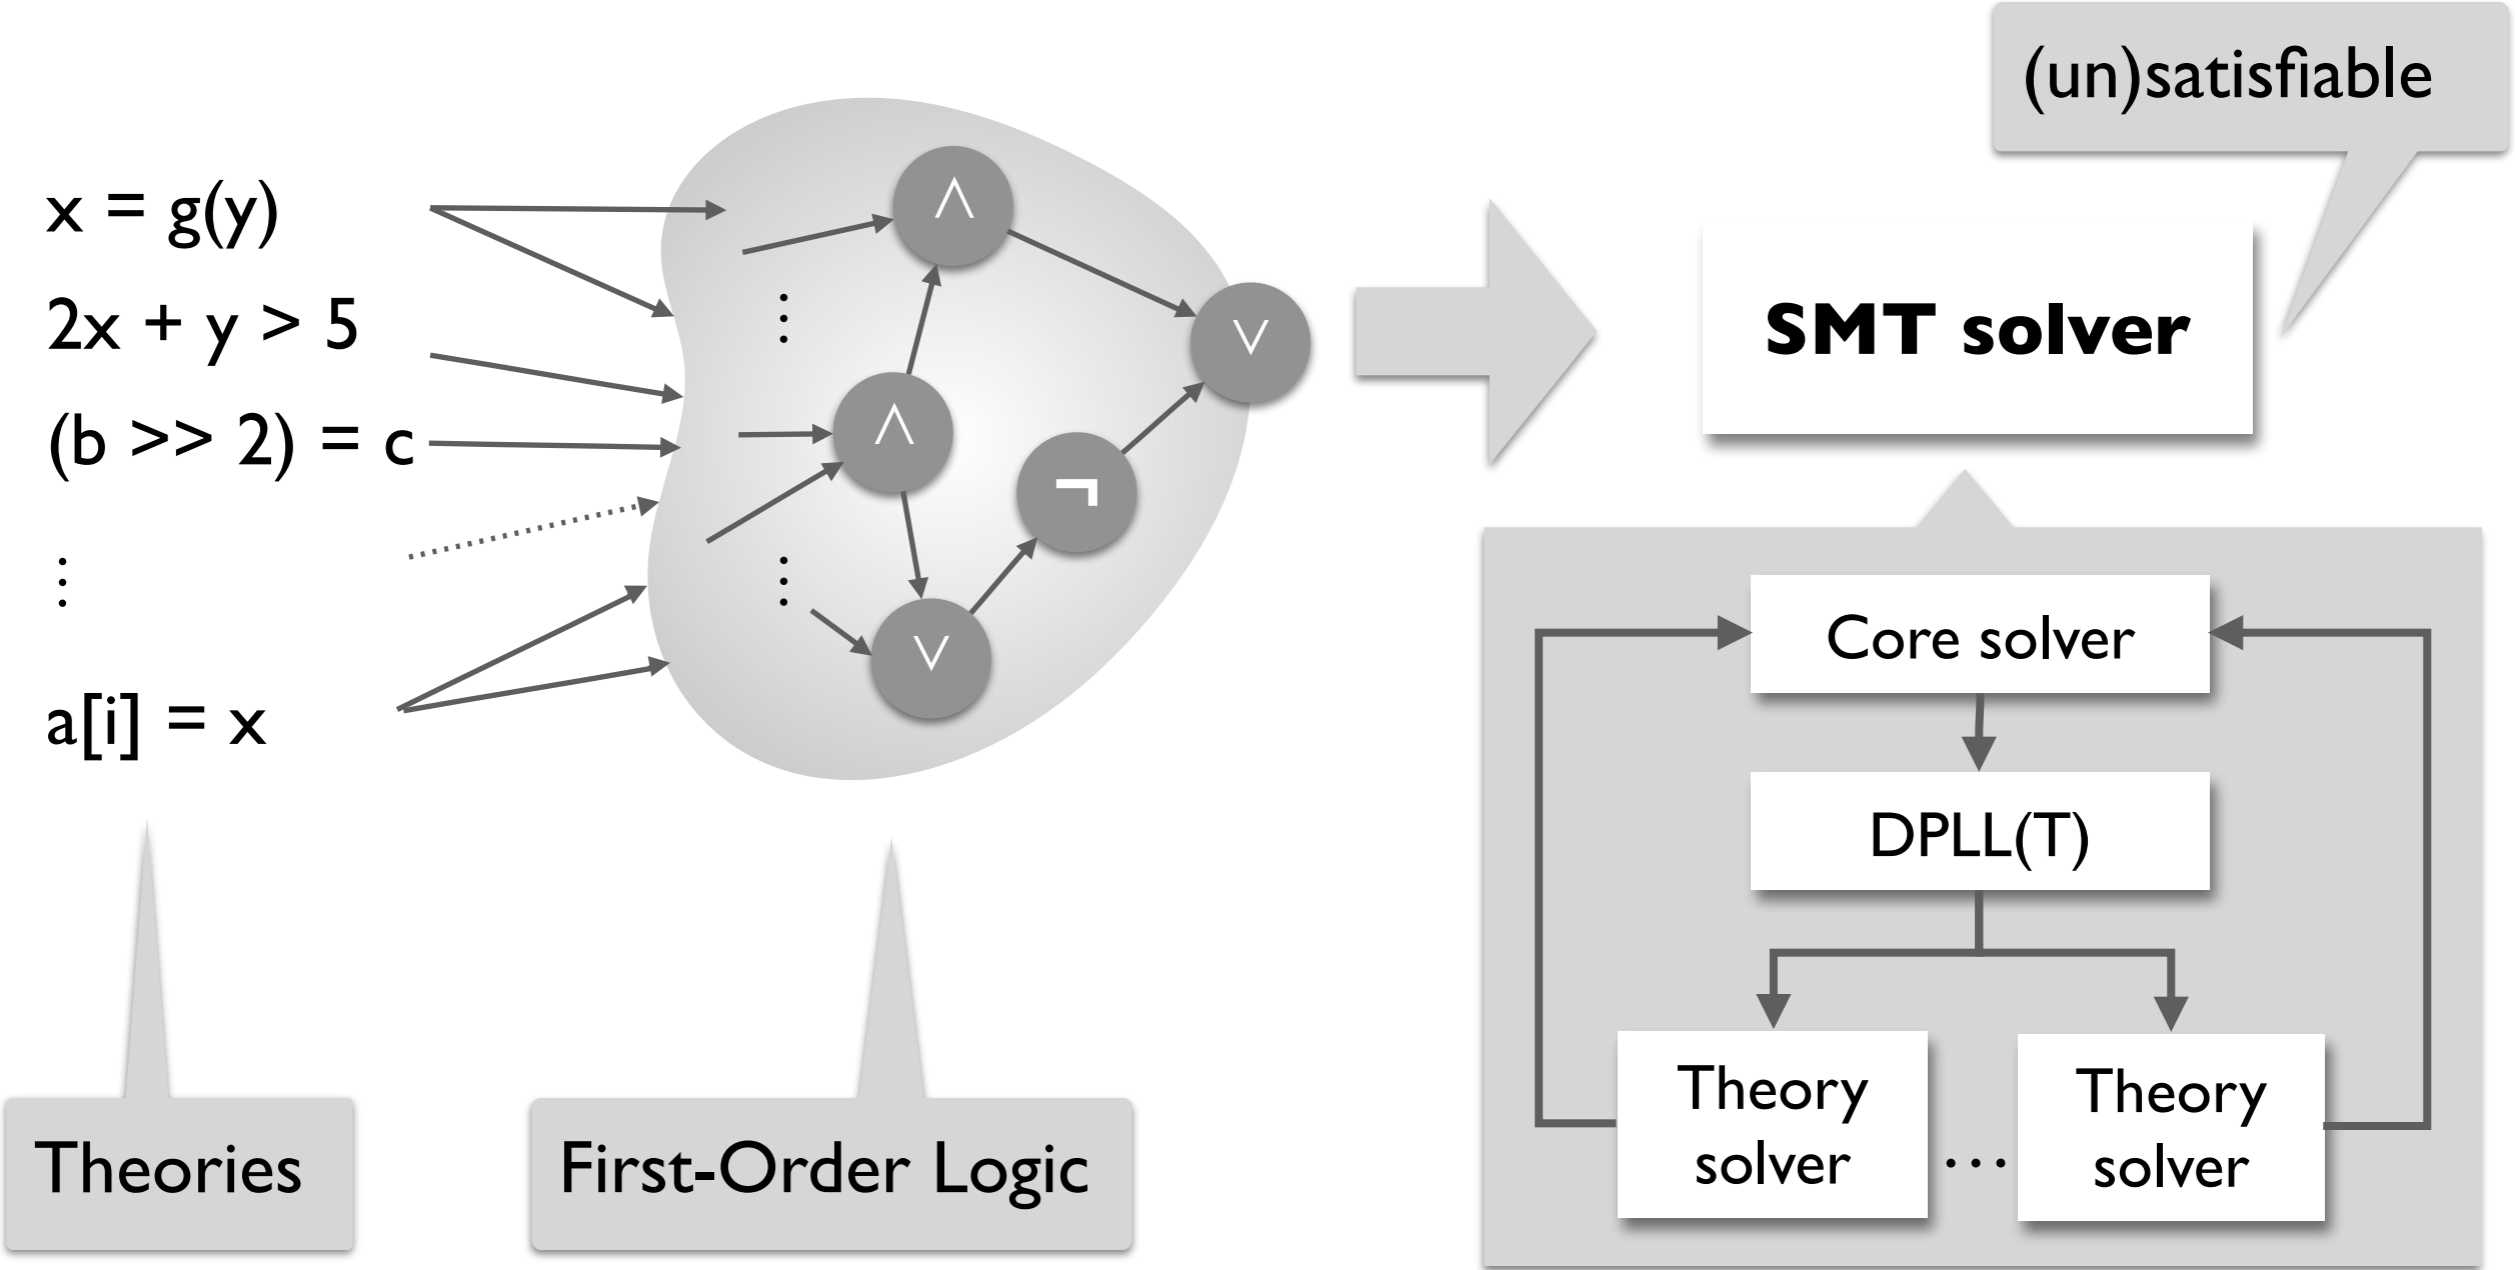 (un)satisfiable
x = g(y)
2x + y > 5
(b >> 2) = c
⋮
a[i] = x
∧
⋮
∧
∨
¬
⋮
∨
SMT solver
Core solver
DPLL(T)
Theory
solver
…
Theory
solver
Theories
First-Order Logic